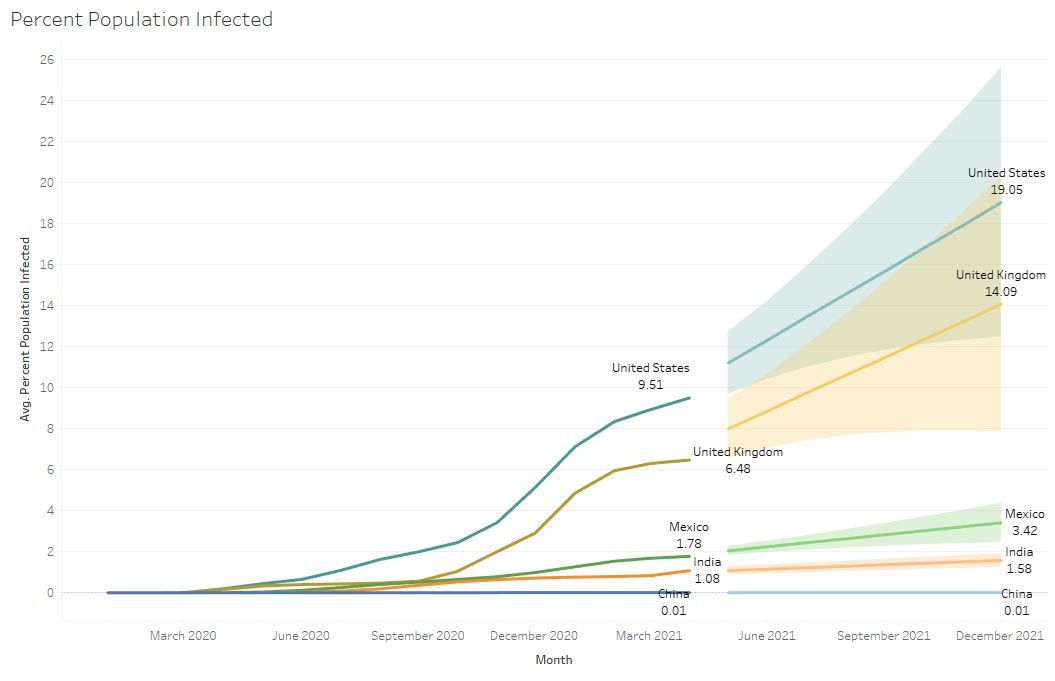 Percent Population Infected
26
24
22
20
18
16
14
12
10
8
6
4
2
0
Avg. Percent Population Infected
United States
19.05
United Kingdom
14.09
United States
9.51
United Kingdom
6.48
Mexico
3.42
Mexico
1.78
India
1.58
India
1.08
China
0.01
China
0.01
March 2020
June 2020
September 2020
December 2020
March 2021
June 2021
September 2021
December 2021
Month